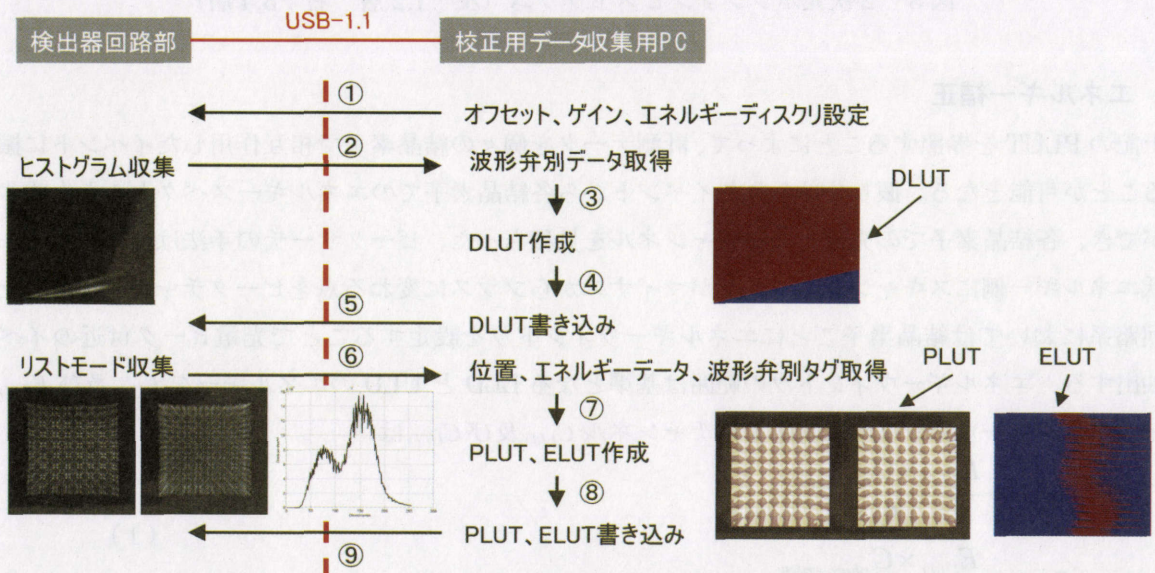 USB-1.1
検出器回路部
校正用データ収集用PC
①
オフセット、ゲイン、エネルギーディスクリ設定
②
ヒストグラム収集
波形弁別データ取得
③
DLUT
DLUT作成
④
⑤
DLUT書き込み
⑥
リストモード収集
位置、エネルギーデータ、波形弁別タグ取得
PLUT
ELUT
⑦
PLUT、ELUT作成
⑧
PLUT、ELUT書き込み
⑨